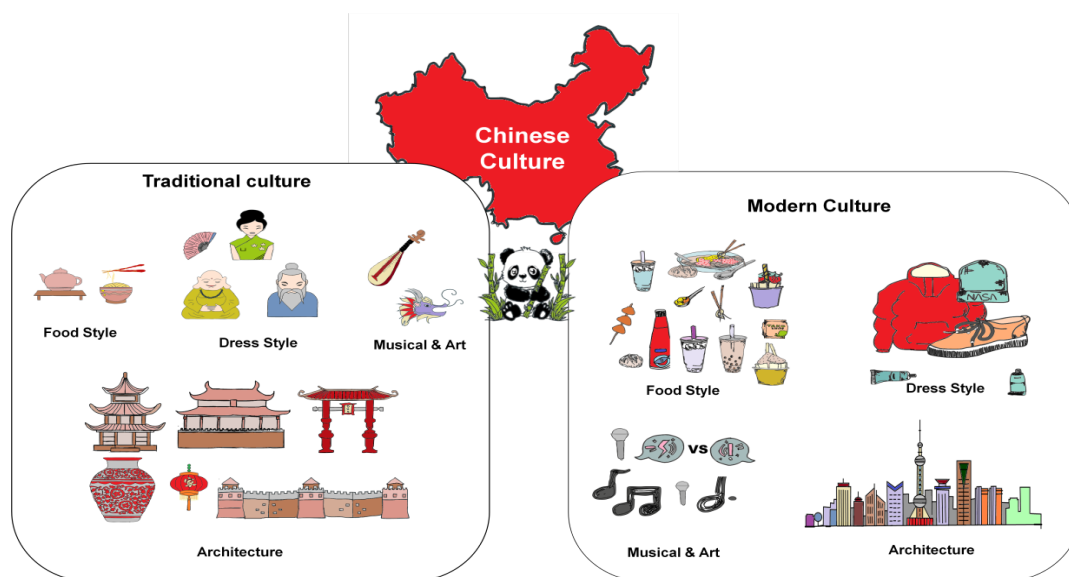 Chinese
Culture
Traditional culture
Food Style
Dress Style
Musical & Art
Architecture
Modern Culture
NASA
Food Style
Dress Style
vs
Musical & Art
Architecture